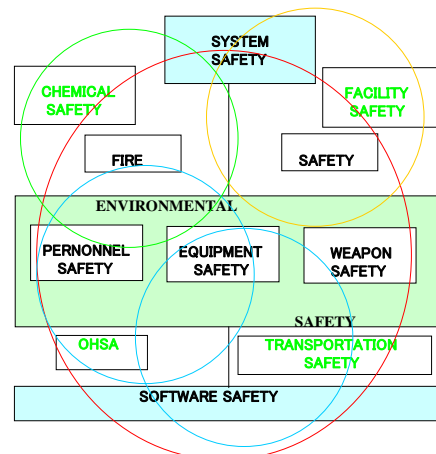 SYSTEM
SAFETY
CHEMICAL
SAFETY
FACILITY
SAFETY
FIRE
SAFETY
ENVIRONMENTAL
PERNONNEL
SAFETY
EQUIPMENT
SAFETY
WEAPON
SAFETY
SAFETY
OHSA
TRANSPORTATION
SAFETY
SOFTWARE SAFETY